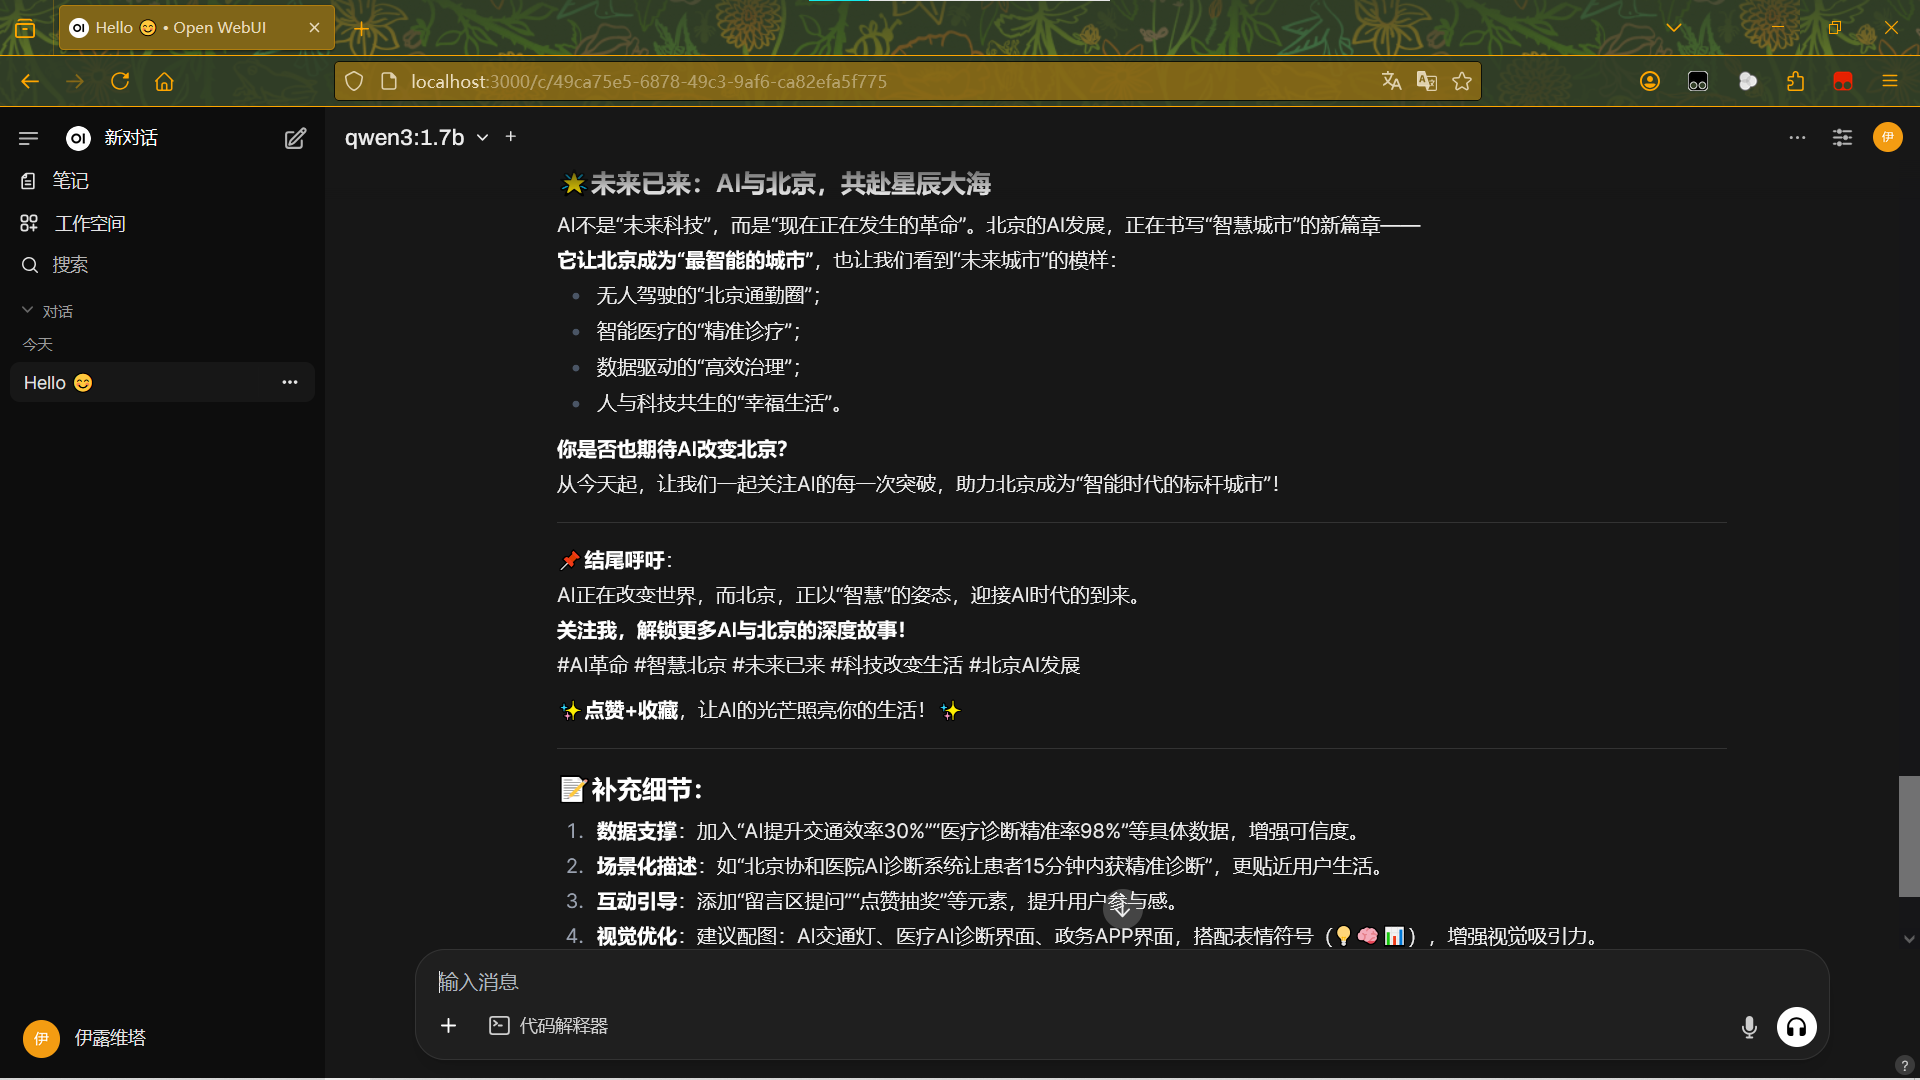 Hello 😊 • Open WebUI
localhost:3000/c/49ca75e5-6878-49c3-9af6-ca82efa5f775
OI 新对话
笔记
工作空间
搜索
对话
今天
Hello 😊
伊 伊露维塔
qwen3:1.7b
伊
🌟 未来已来：AI与北京，共赴星辰大海
AI不是“未来科技”，而是“现在正在发生的革命”。北京的AI发展，正在书写“智慧城市”的新篇章——
它让北京成为“最智能的城市”，也让我们看到“未来城市”的模样：
• 无人驾驶的“北京通勤圈”；
• 智能医疗的“精准诊疗”；
• 数据驱动的“高效治理”；
• 人与科技共生的“幸福生活”。
你是否也期待AI改变北京？
从今天起，让我们一起关注AI的每一次突破，助力北京成为“智能时代的标杆城市”！
📌 结尾呼吁：
AI正在改变世界，而北京，正以“智慧”的姿态，迎接AI时代的到来。
关注我，解锁更多AI与北京的深度故事！
#AI革命 #智慧北京 #未来已来 #科技改变生活 #北京AI发展
✨ 点赞+收藏，让AI的光芒照亮你的生活！ ✨
📝 补充细节：
1. 数据支撑：加入“AI提升交通效率30%”“医疗诊断精准率98%”等具体数据，增强可信度。
2. 场景化描述：如“北京协和医院AI诊断系统让患者15分钟内获精准诊断”，更贴近用户生活。
3. 互动引导：添加“留言区提问”“点赞抽奖”等元素，提升用户参与感。
4. 视觉优化：建议配图：AI交通灯、医疗AI诊断界面、政务APP界面，搭配表情符号（💡🧠📊），增强视觉吸引力。
输入消息
代码解释器
?